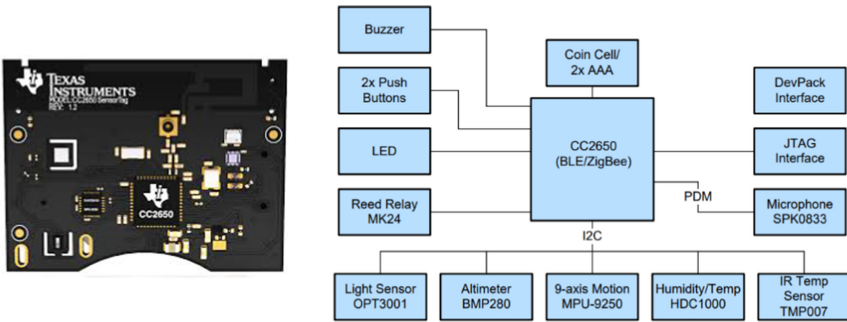 TEXAS
INSTRUMENTS
MODEL:CC2650 SensorTag
REV: 1.2
CC2650
Buzzer
2x Push
Buttons
LED
Reed Relay
MK24
Coin Cell/
2x AAA
CC2650
(BLE/ZigBee)
DevPack
Interface
JTAG
Interface
PDM
Microphone
SPK0833
I2C
Light Sensor
OPT3001
Altimeter
BMP280
9-axis Motion
MPU-9250
Humidity/Temp
HDC1000
IR Temp
Sensor
TMP007